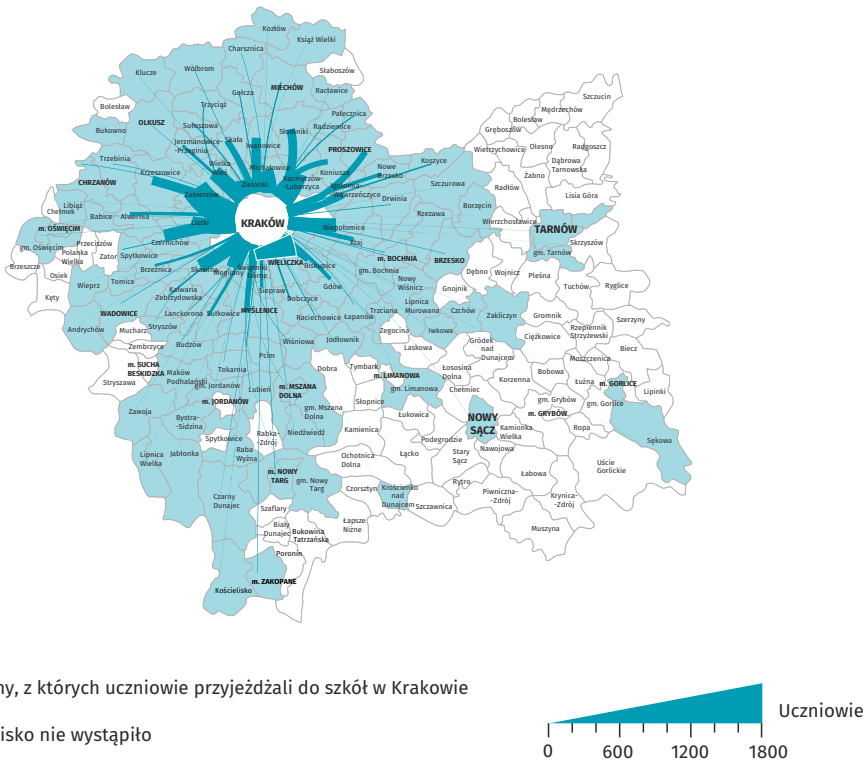 Kozłów
Książ Wielki
Charsznica
Słaboszów
Klucze
Wolbrom
MIECHÓW
Racławice
Gołcza
Bolesław
Trzyciąż
Pałecznica
OLKUSZ
Sułoszowa
Radziemice
Bukowno
Słomniki
Skała
Jerzmanowice-
-Przeginia
Iwanowice
PROSZOWICE
Trzebinia
Wielka
Wieś
Michałowice
Koniusza
Nowe
Brzesko
Koszyce
Krzeszowice
Kocmyrzów-
-Luborzyca
Igołomia-
-Wawrzeńczyce
CHRZANÓW
Zabierzów
Zielonki
Drwinia
Szczurowa
Libiąż
Chełmek
Babice
Alwernia
Liszki
KRAKÓW
Niepołomice
Rzezawa
Borzęcin
m. OŚWIĘCIM
gm. Oświęcim
Przeciszów
Polanka
Wielka
Zator
Spytkowice
Czernichów
Kłaj
Brzeszcze
Osiek
Kęty
Wieprz
Tomice
Brzeźnica
Skawina
Mogilany
Świątniki
Górne
WIELICZKA
Biskupice
gm. Bochnia
m. BOCHNIA
BRZESKO
Gdów
Nowy
Wiśnicz
Kalwaria
Zebrzydowska
Siepraw
Dobczyce
Lipnica
Murowana
WADOWICE
Lanckorona
Sułkowice
MYŚLENICE
Raciechowice
Łapanów
Trzciana
Żegocina
Andrychów
Mucharz
Stryszów
Budzów
Wiśniowa
Jodłownik
Laskowa
Zembrzyce
Pcim
m. SUCHA
BESKIDZKA
Stryszawa
Maków
Podhalański
Tokarnia
Lubień
Dobra
Tymbark
m. LIMANOWA
gm. Limanowa
gm. Jordanów
m. JORDANÓW
m. MSZANA
DOLNA
gm. Mszana
Dolna
Słopnice
Łukowica
Zawoja
Bystra-
-Sidzina
Spytkowice
Rabka-
-Zdrój
Niedźwiedź
Kamienica
Podegrodzie
Lipnica
Wielka
Jabłonka
Raba
Wyżna
Ochotnica
Dolna
Łącko
Stary
Sącz
m. NOWY
TARG
gm. Nowy
Targ
Czorsztyn
Krościenko
nad
Dunajcem
Szczawnica
Czarny
Dunajec
Szaflary
Biały
Dunajec
Bukowina
Tatrzańska
Łapsze
Niżne
Poronin
Kościelisko
m. ZAKOPANE
Szczucin
Mędrzechów
Bolesław
Gręboszów
Wietrzychowice
Olesno
Radgoszcz
Dąbrowa
Tarnowska
Żabno
Radłów
Lisia Góra
Wierzchosławice
TARNÓW
gm. Tarnów
Skrzyszów
Dębno
Wojnicz
Pleśna
Tuchów
Ryglice
Gnojnik
Czchów
Zakliczyn
Gromnik
Szerzyny
Iwkowa
Ciężkowice
Rzepiennik
Strzyżewski
Gródek
nad
Dunajcem
Biecz
Moszczenica
Łososina
Dolna
Bobowa
Łużna
m. GORLICE
Chełmiec
Korzenna
Lipinki
gm. Grybów
gm. Gorlice
m. GRYBÓW
NOWY
SĄCZ
Kamionka
Wielka
Ropa
Sękowa
Nawojowa
Łabowa
Uście
Gorlickie
Rytro
Piwniczna-
-Zdrój
Krynica-
-Zdrój
Muszyna
ny, z których uczniowie przyjeżdżali do szkół w Krakowie
isko nie wystąpiło
Uczniowie
0 600 1200 1800